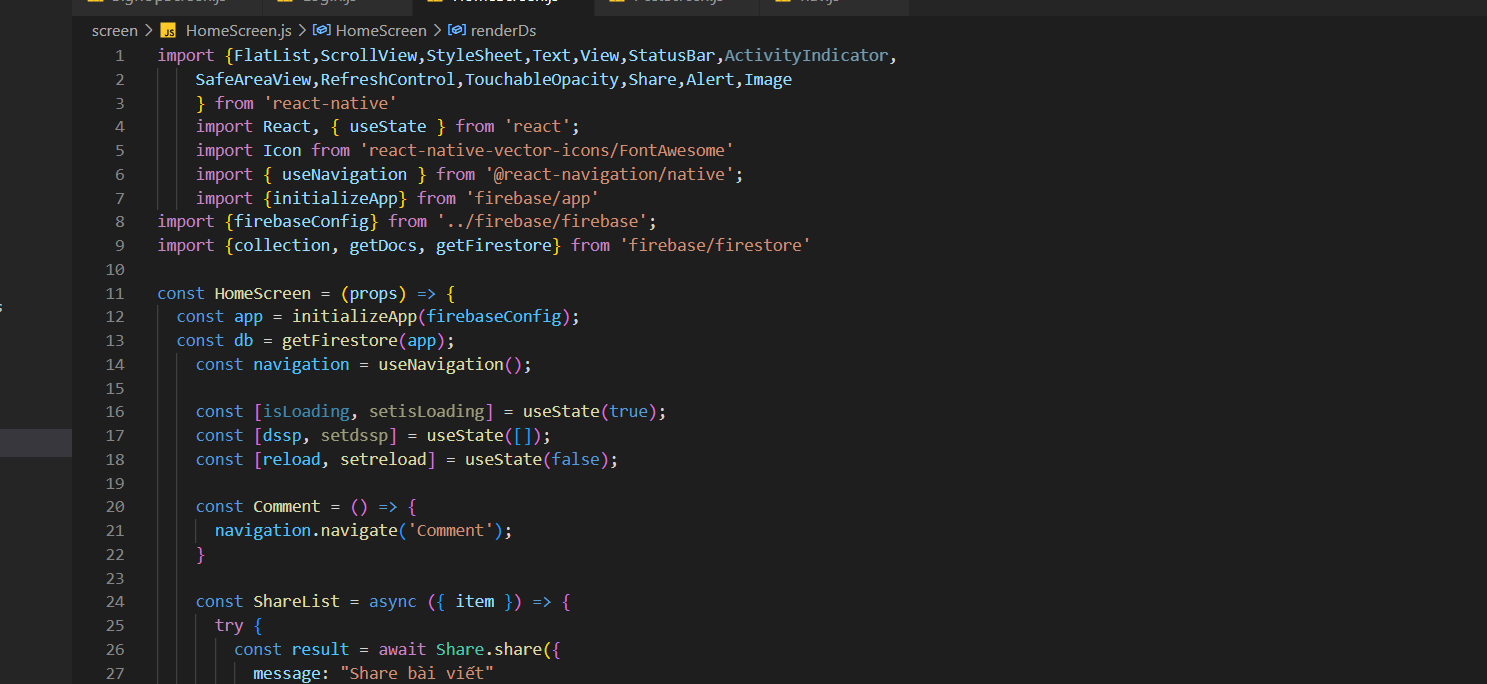 HomeScreen.js
screen > JS HomeScreen.js > HomeScreen > renderDs
1 import {FlatList,ScrollView,StyleSheet,Text,View,StatusBar,ActivityIndicator,
2 SafeAreaView,RefreshControl,TouchableOpacity,Share,Alert,Image
3 } from 'react-native'
4 import React, { useState } from 'react';
5 import Icon from 'react-native-vector-icons/FontAwesome'
6 import { useNavigation } from '@react-navigation/native';
7 import {initializeApp} from 'firebase/app'
8 import {firebaseConfig} from '../firebase/firebase';
9 import {collection, getDocs, getFirestore} from 'firebase/firestore'
10
11 const HomeScreen = (props) => {
12 const app = initializeApp(firebaseConfig);
13 const db = getFirestore(app);
14 const navigation = useNavigation();
15
16 const [isLoading, setisLoading] = useState(true);
17 const [dssp, setdssp] = useState([]);
18 const [reload, setreload] = useState(false);
19
20 const Comment = () => {
21 navigation.navigate('Comment');
22 }
23
24 const ShareList = async ({ item }) => {
25 try {
26 const result = await Share.share({
27 message: "Share bài viết"